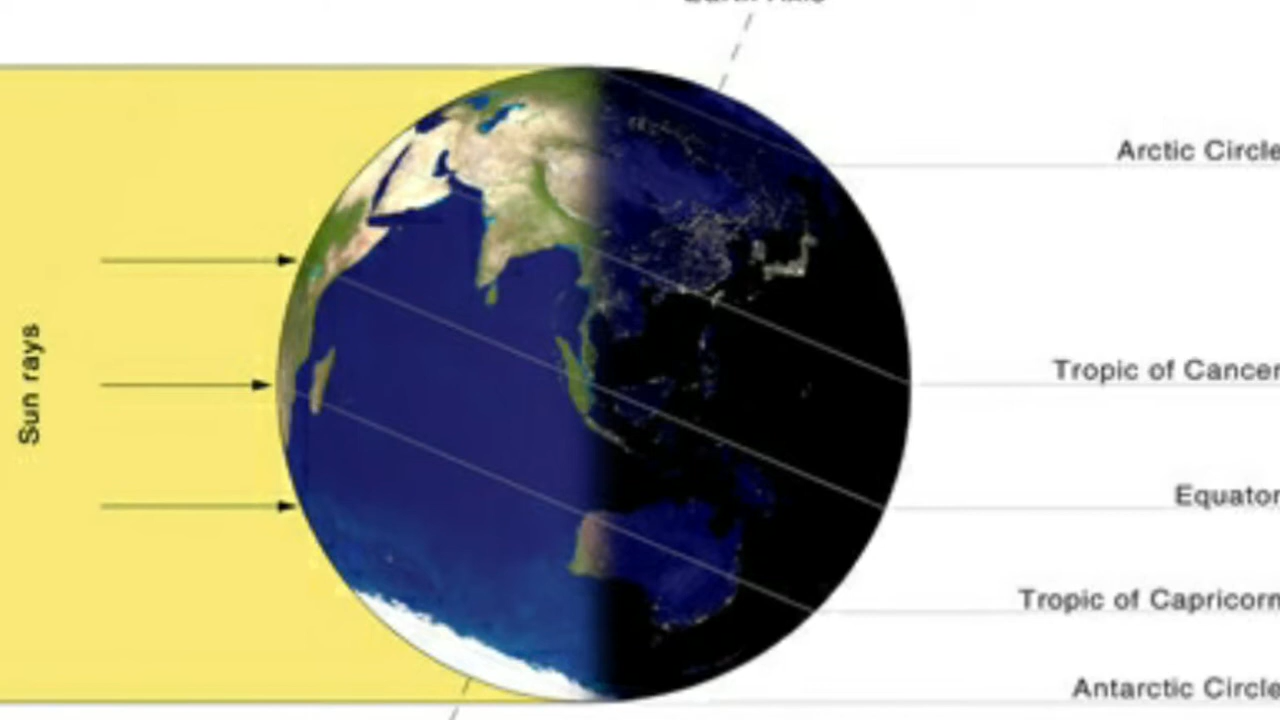 Arctic Circle
Tropic of Cancer
Sun rays
Equator
Tropic of Capricorn
Antarctic Circle